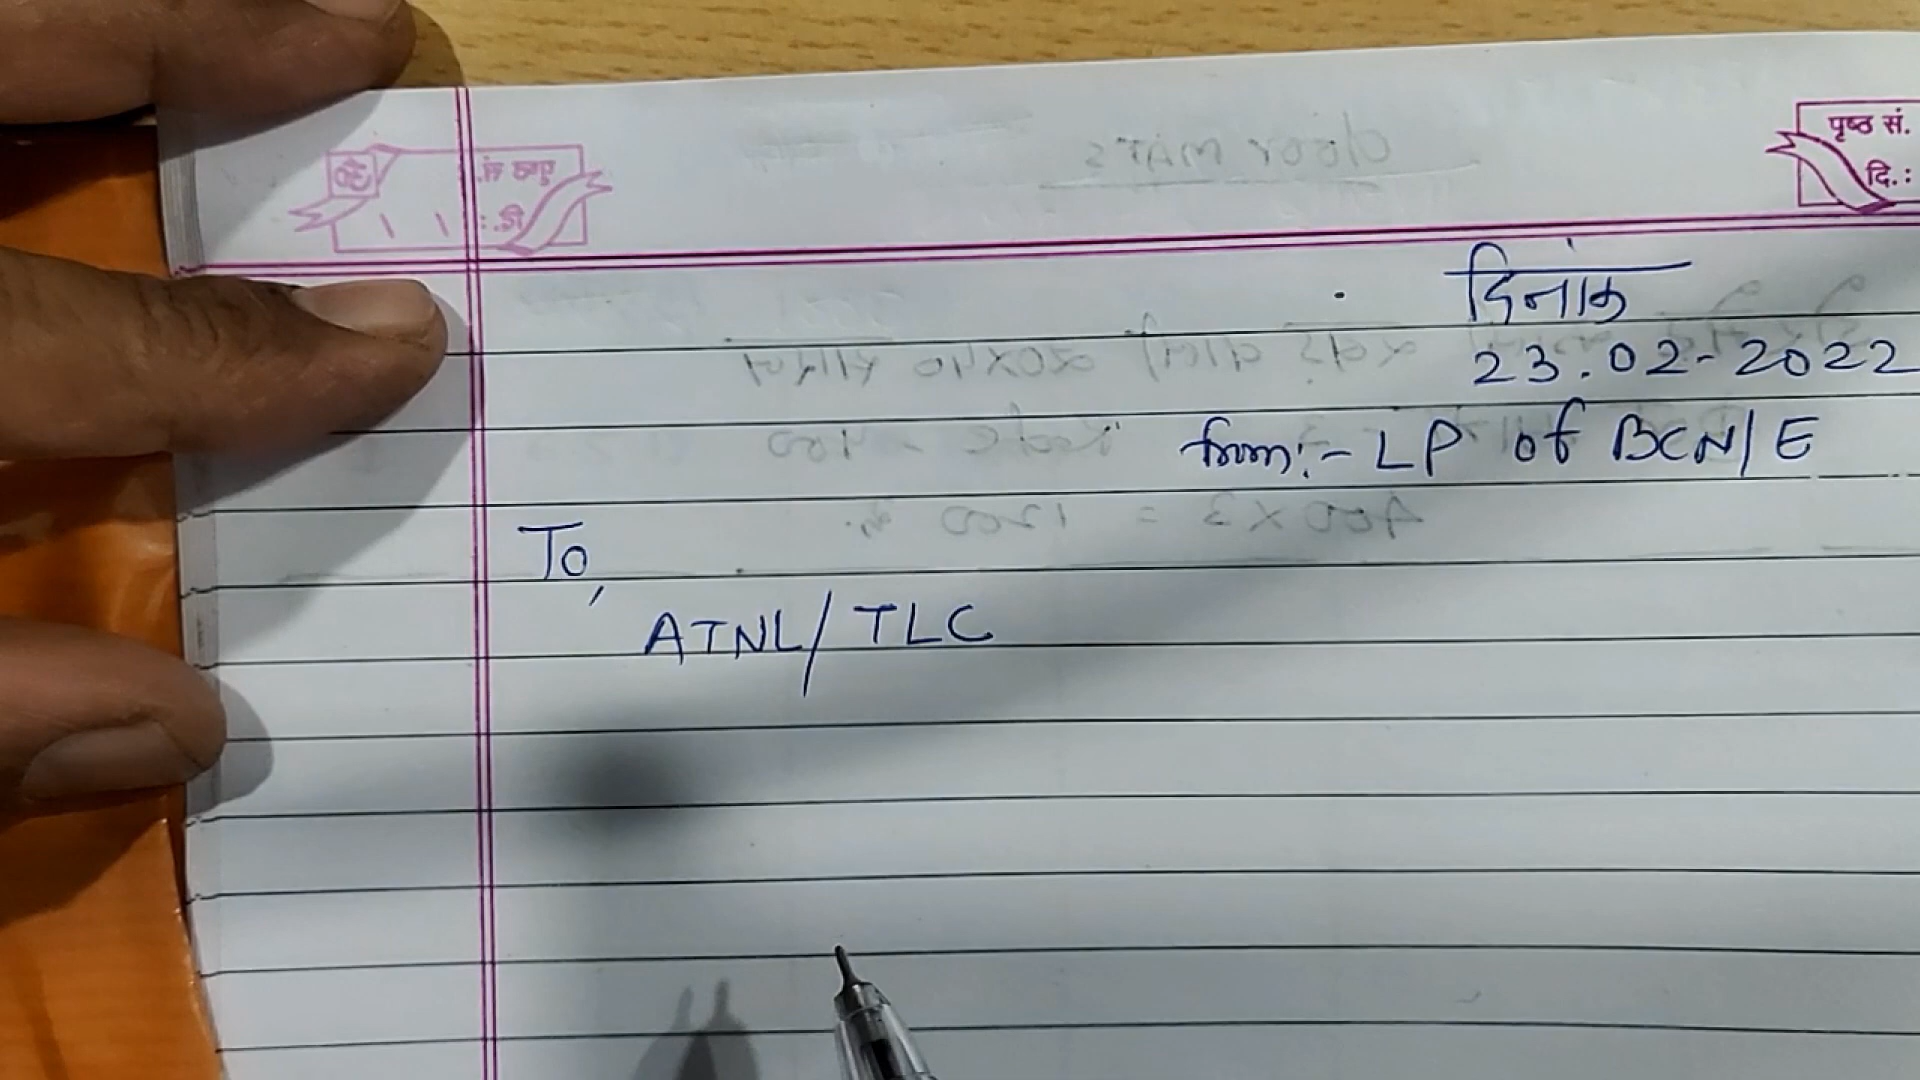 पृष्ठ सं.
दि.:
दिनांक
23.02-2022
from:- LP of BCN/E
To,
ATNL/TLC